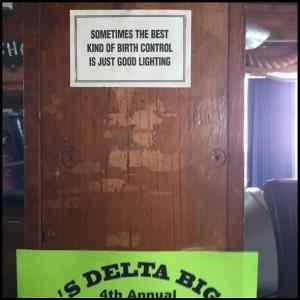 SOMETIMES THE BEST
KIND OF BIRTH CONTROL
IS JUST GOOD LIGHTING
'S DELTA BIG
4th Annual